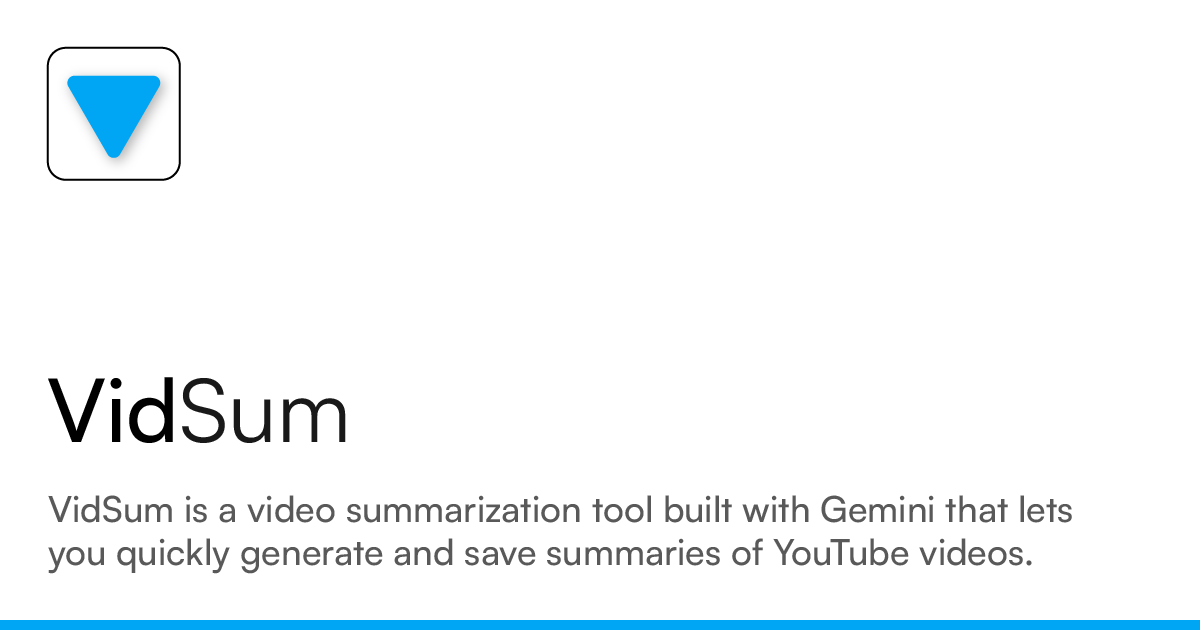 VidSum
VidSum is a video summarization tool built with Gemini that lets
you quickly generate and save summaries of YouTube videos.